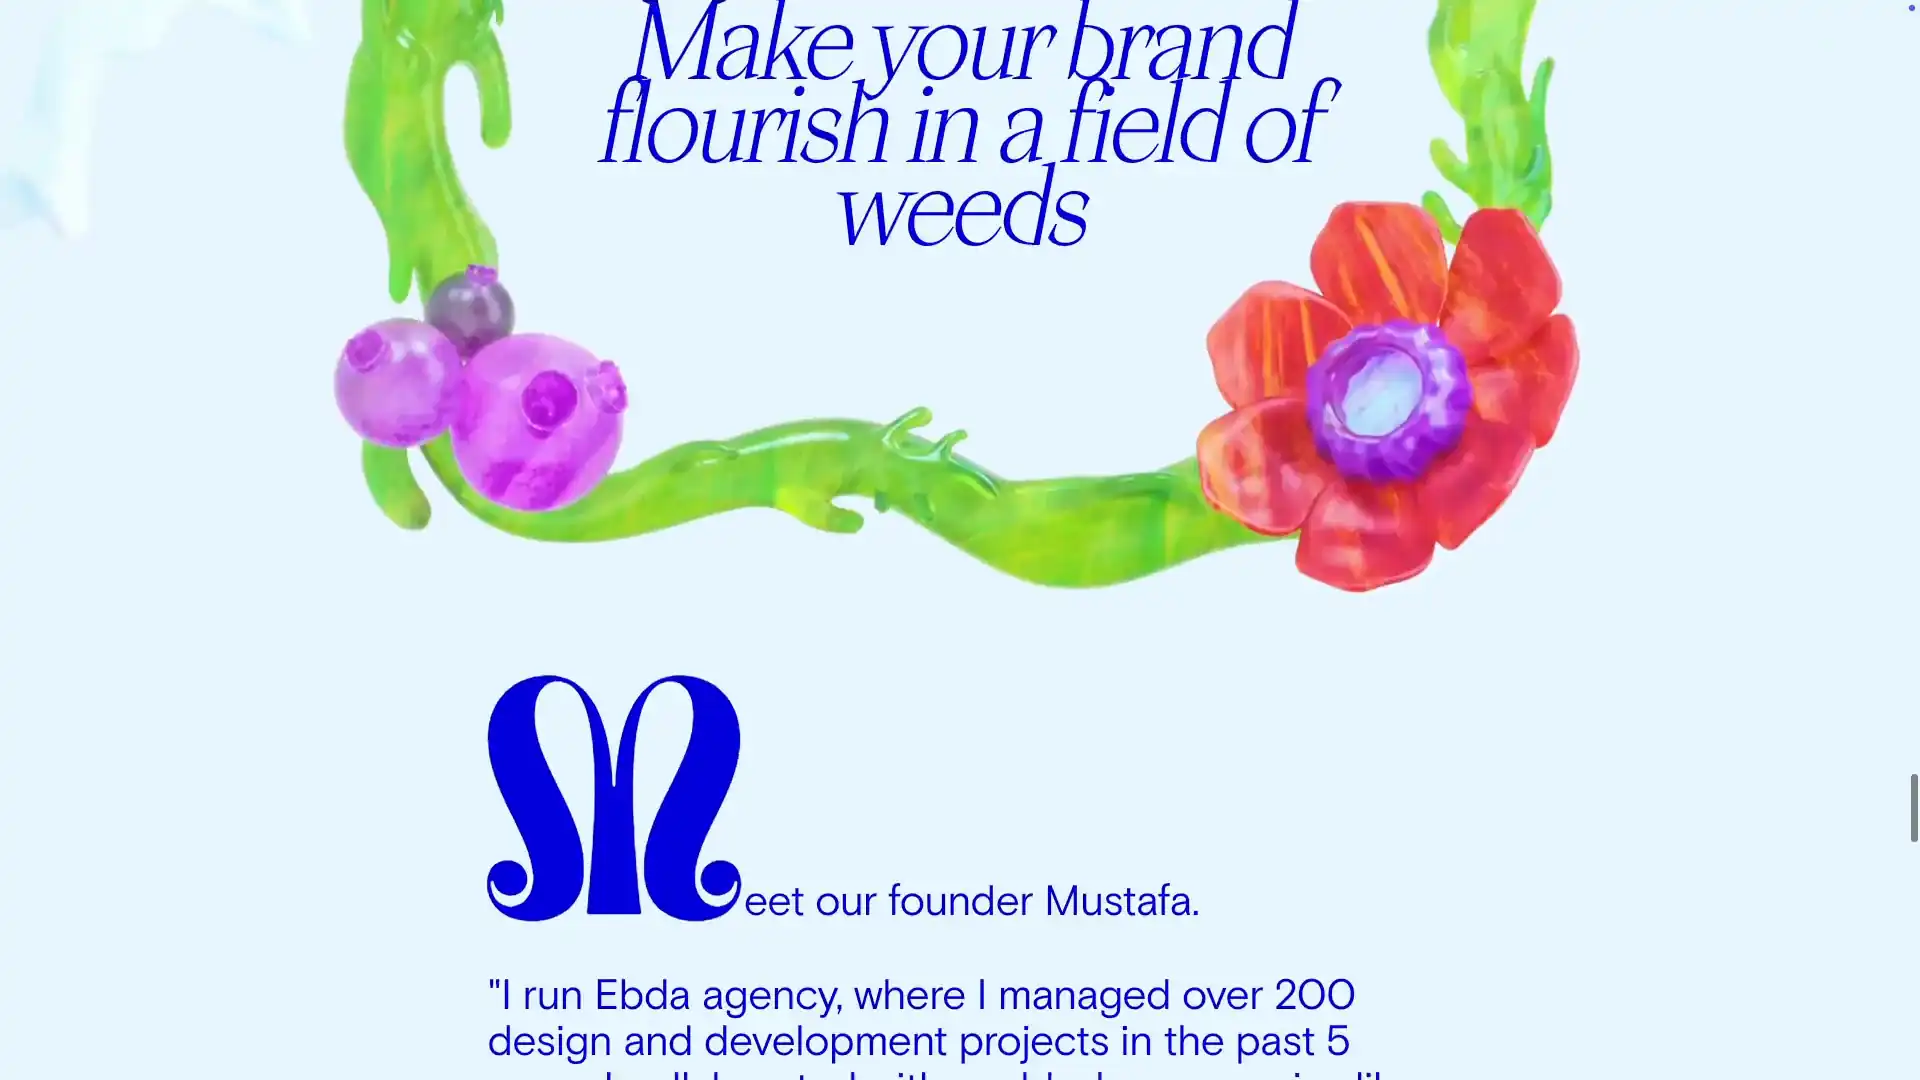 Make your brand
flourish in a field of
weeds
Meet our founder Mustafa.
"I run Ebda agency, where I managed over 200
design and development projects in the past 5